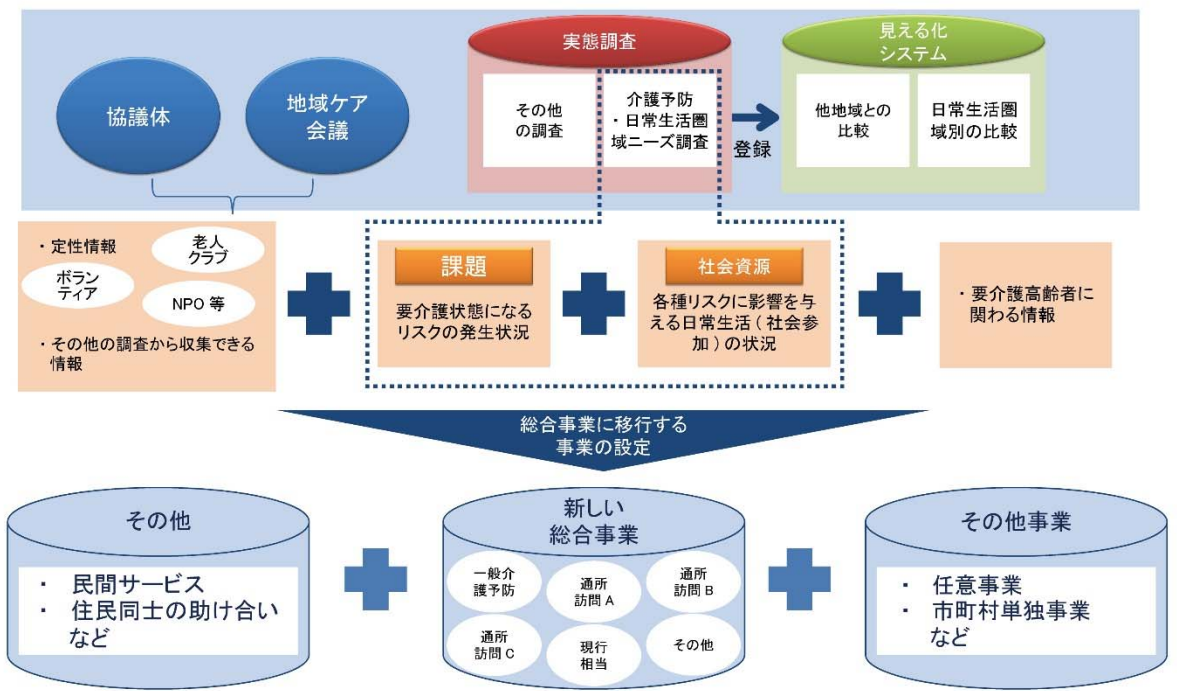 協議体
地域ケア
会議
実態調査
その他
の調査
介護予防
・日常生活圏
域ニーズ調査
登録
見える化
システム
他地域との
比較
日常生活圏
域別の比較
・定性情報
老人
クラブ
ボラン
ティア
NPO 等
・その他の調査から収集できる
情報
課題
要介護状態になる
リスクの発生状況
社会資源
各種リスクに影響を与
える日常生活(社会参
加)の状況
・要介護高齢者に
関わる情報
総合事業に移行する
事業の設定
その他
・ 民間サービス
・ 住民同士の助け合い
など
新しい
総合事業
一般介
護予防
通所
訪問 A
通所
訪問 B
通所
訪問 C
現行
相当
その他
その他事業
・ 任意事業
・ 市町村単独事業
など